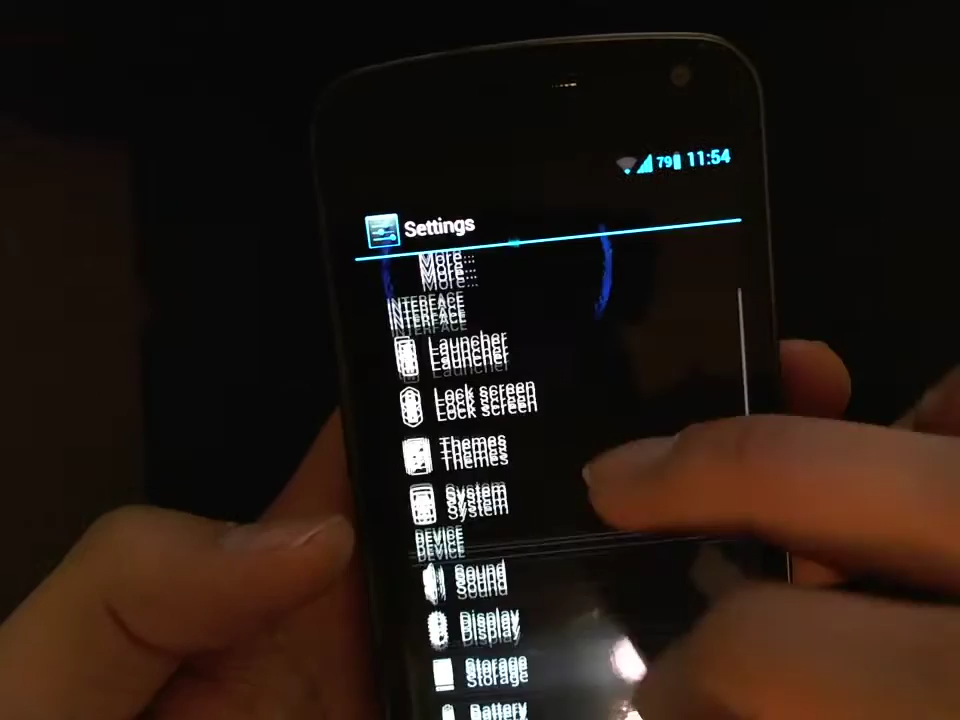 79 11:54
Settings
More...
INTERFACE
Launcher
Lock screen
Themes
System
DEVICE
Sound
Display
Storage
Battery